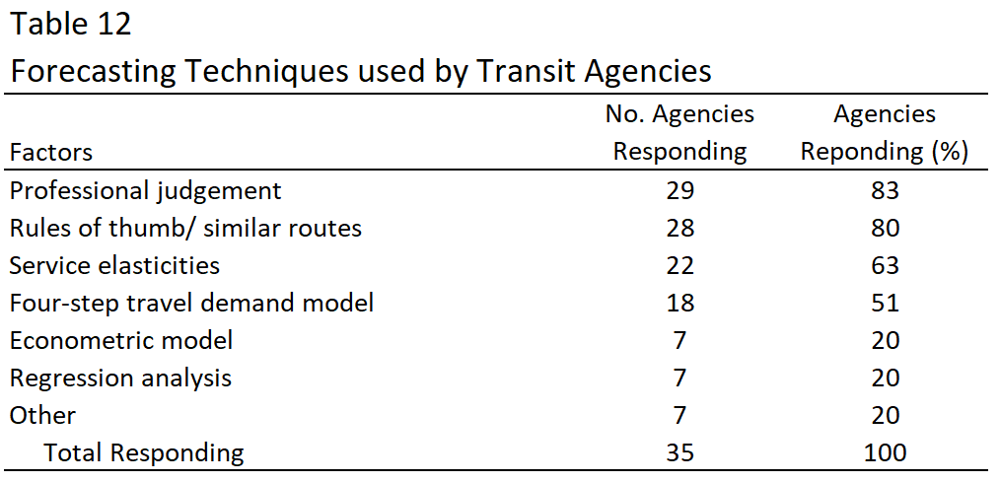 Table 12
Forecasting Techniques used by Transit Agencies
No. Agencies Agencies
Factors Responding Reponding (%)
Professional judgement 29 83
Rules of thumb/ similar routes 28 80
Service elasticities 22 63
Four-step travel demand model 18 51
Econometric model 7 20
Regression analysis 7 20
Other 7 20
Total Responding 35 100